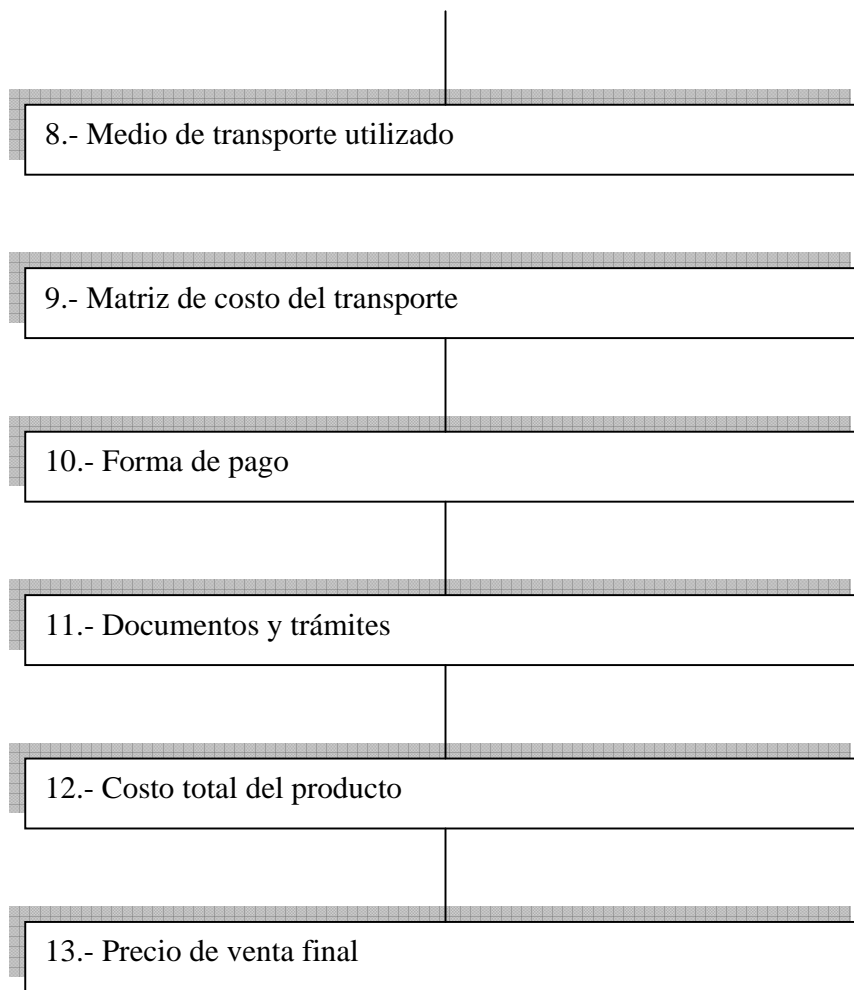 8.- Medio de transporte utilizado
9.- Matriz de costo del transporte
10.- Forma de pago
11.- Documentos y trámites
12.- Costo total del producto
13.- Precio de venta final